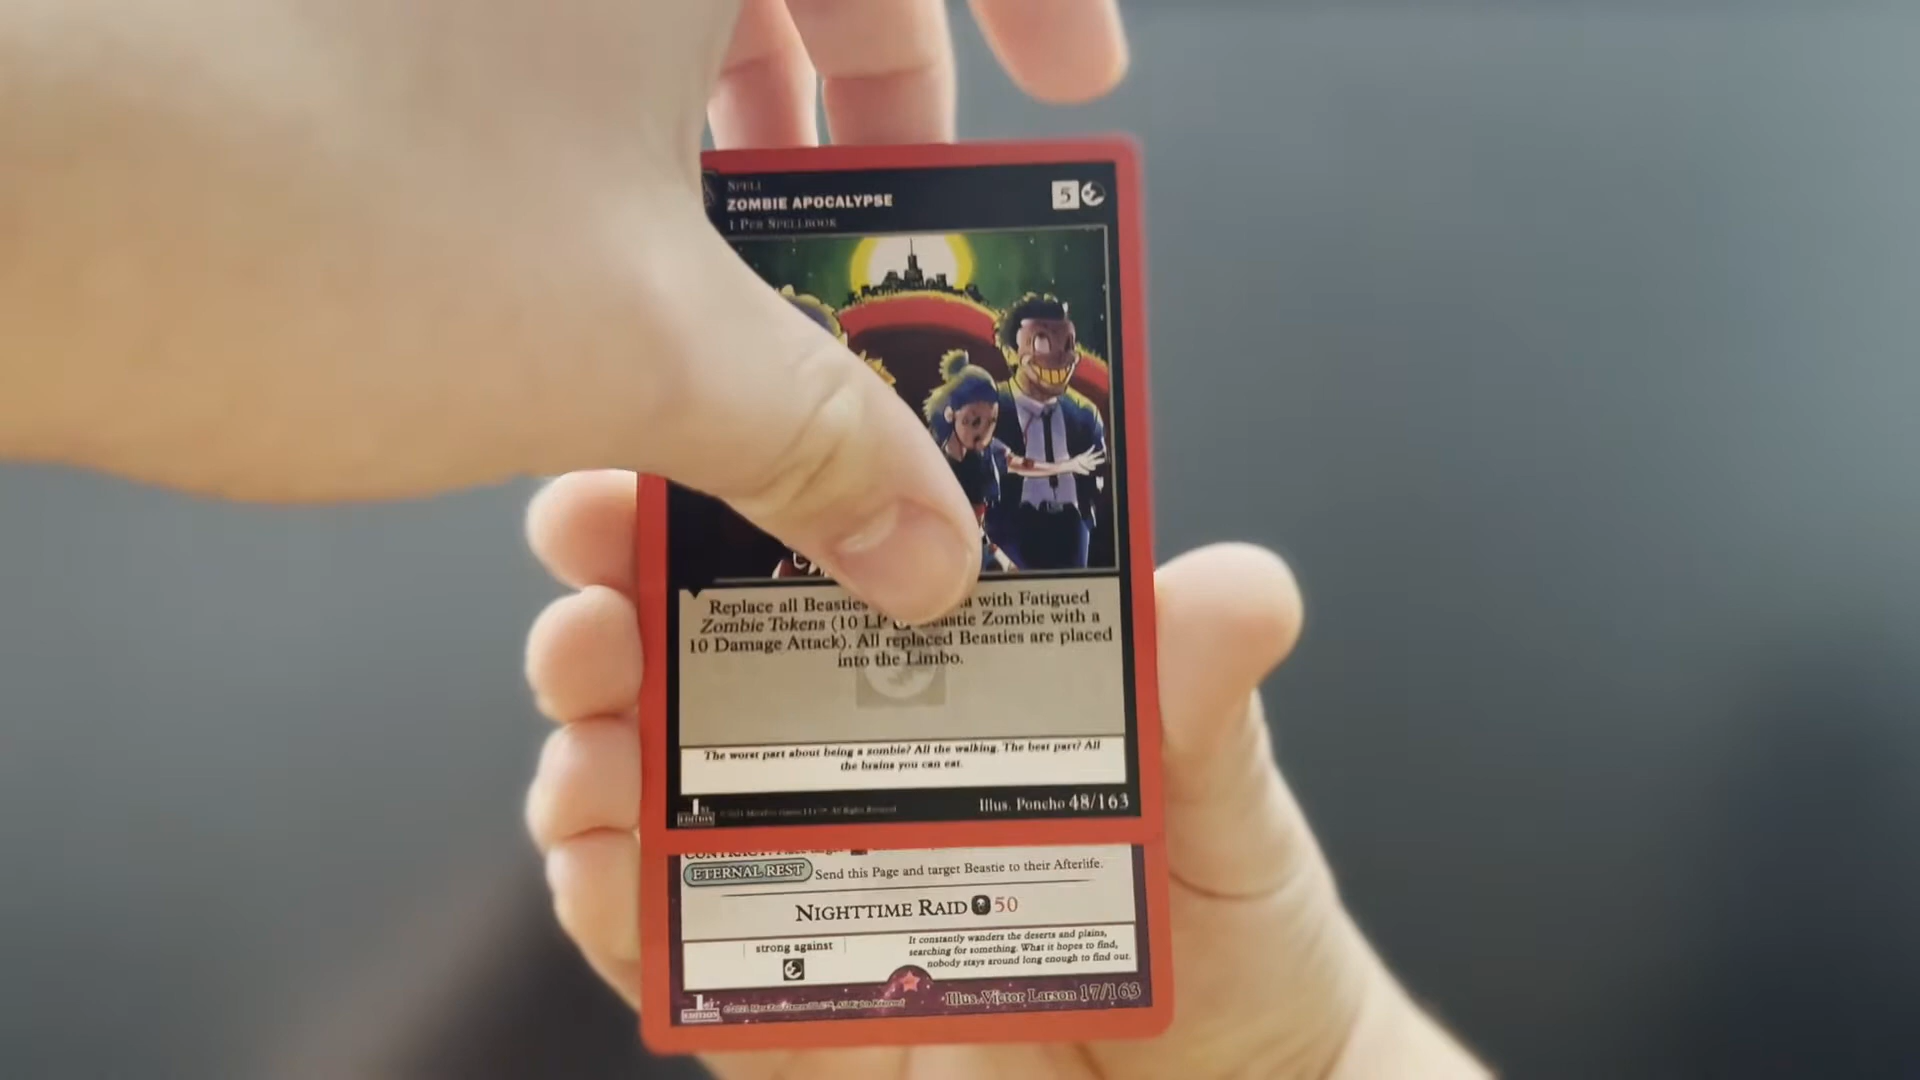 SPELL
ZOMBIE APOCALYPSE
5
1 PER SPELLBOOK
Replace all Beasties with Fatigued
Zombie Tokens (10 LP Beastie Zombie with a
10 Damage Attack). All replaced Beasties are placed
into the Limbo.
The worst part about being a zombie? All the walking. The best part? All
the brains you can eat.
1ST EDITION
Illus. Poncho 48/163
ETERNAL REST Send this Page and target Beastie to their Afterlife.
NIGHTTIME RAID 50
strong against
It constantly wanders the deserts and plains,
searching for something. What it hopes to find,
nobody stays around long enough to find out.
1ST EDITION
Illus. Victor Larson 17/163